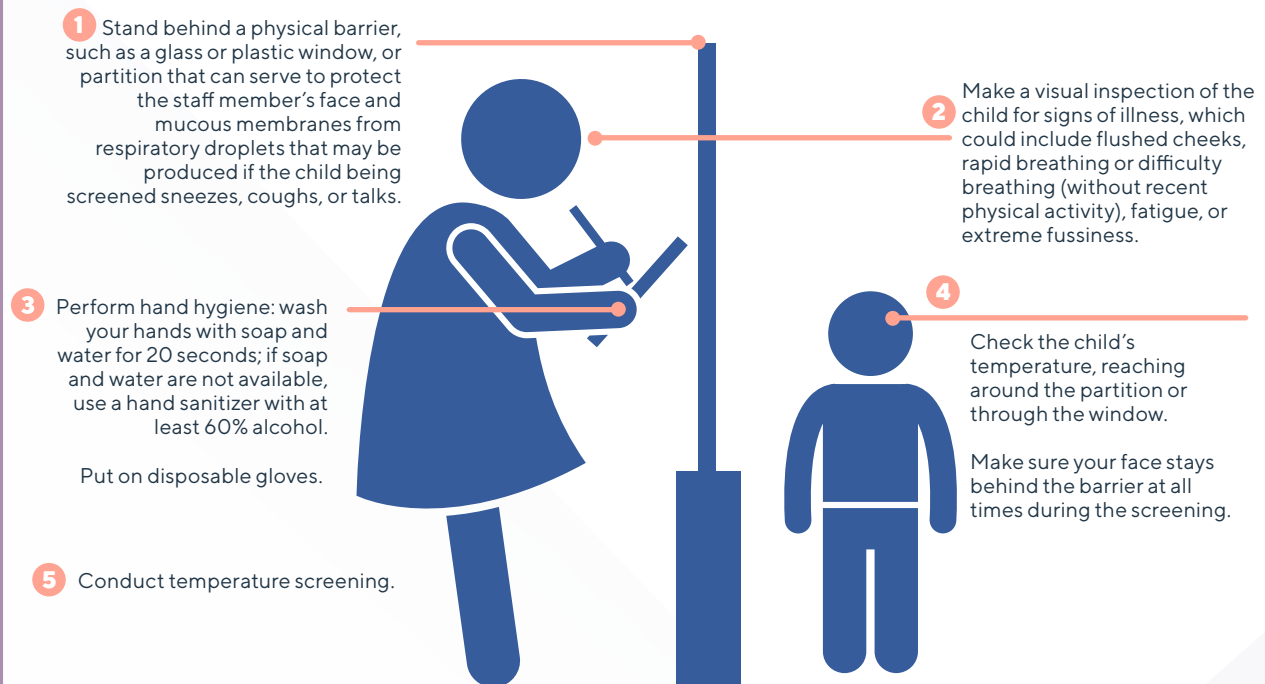 1 Stand behind a physical barrier,
such as a glass or plastic window, or
partition that can serve to protect
the staff member's face and
mucous membranes from
respiratory droplets that may be
produced if the child being
screened sneezes, coughs, or talks.
2 Make a visual inspection of the
child for signs of illness, which
could include flushed cheeks,
rapid breathing or difficulty
breathing (without recent
physical activity), fatigue, or
extreme fussiness.
3 Perform hand hygiene: wash
your hands with soap and
water for 20 seconds; if soap
and water are not available,
use a hand sanitizer with at
least 60% alcohol.
Put on disposable gloves.
4
Check the child's
temperature, reaching
around the partition or
through the window.
Make sure your face stays
behind the barrier at all
times during the screening.
5 Conduct temperature screening.